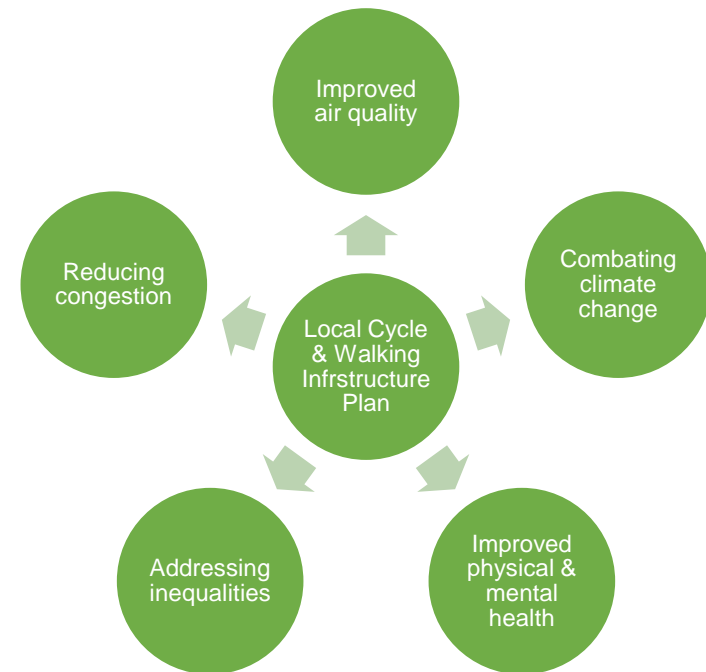 Improved
air quality
Reducing
congestion
Combating
climate
change
Local Cycle
& Walking
Infrstructure
Plan
Addressing
inequalities
Improved
physical &
mental
health